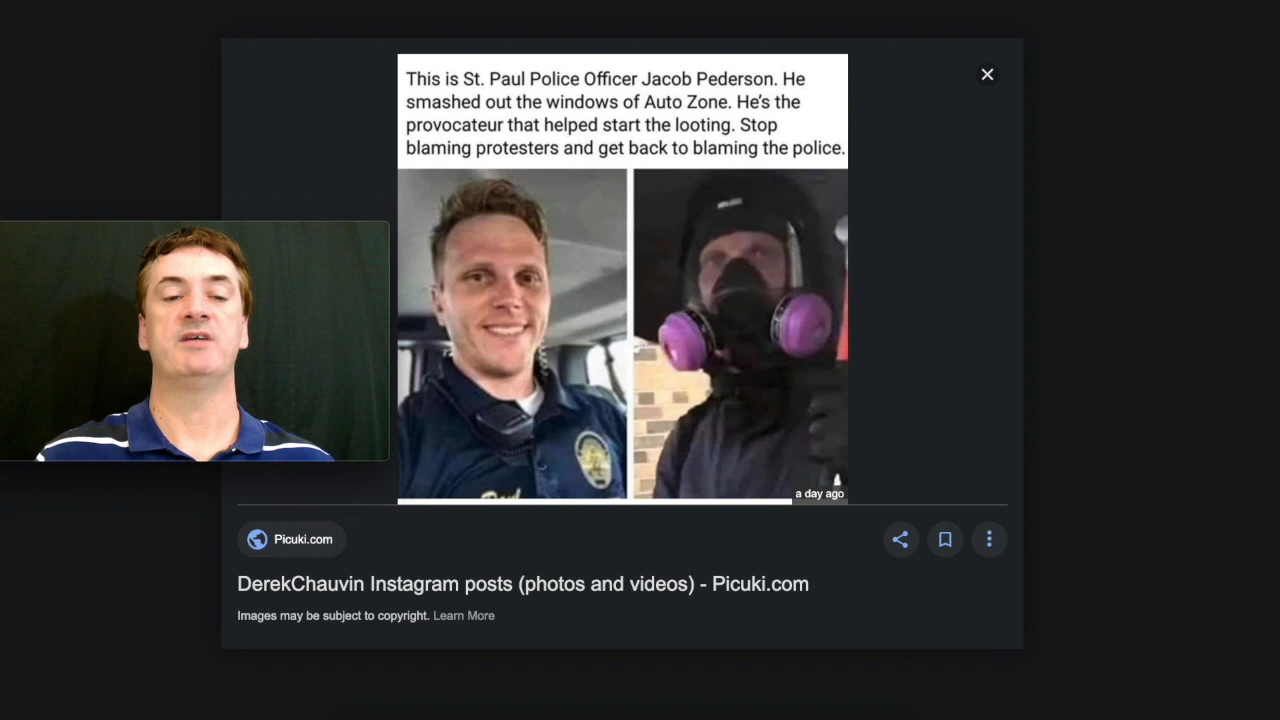 This is St. Paul Police Officer Jacob Pederson. He
smashed out the windows of Auto Zone. He's the
provocateur that helped start the looting. Stop
blaming protesters and get back to blaming the police.
a day ago
Picuki.com
DerekChauvin Instagram posts (photos and videos) - Picuki.com
Images may be subject to copyright. Learn More